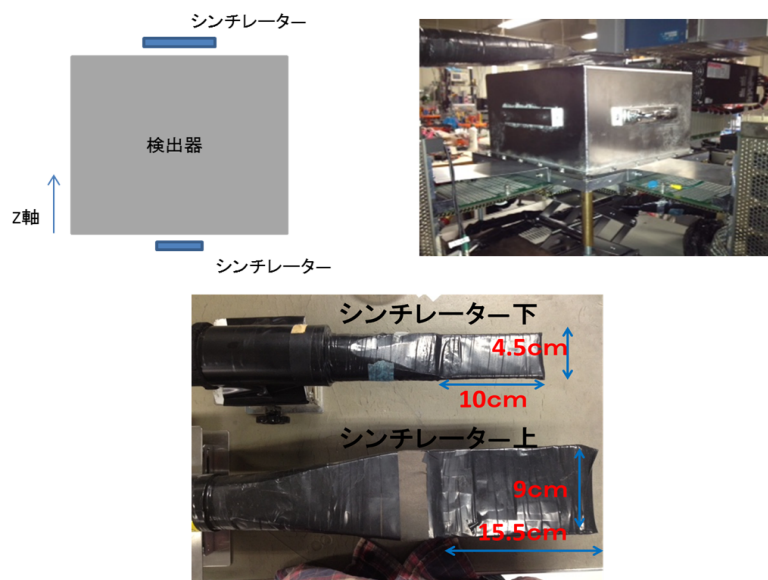 シンチレーター
検出器
Z軸
シンチレーター
シンチレーター下
4.5cm
10cm
シンチレーター上
9cm
15.5cm